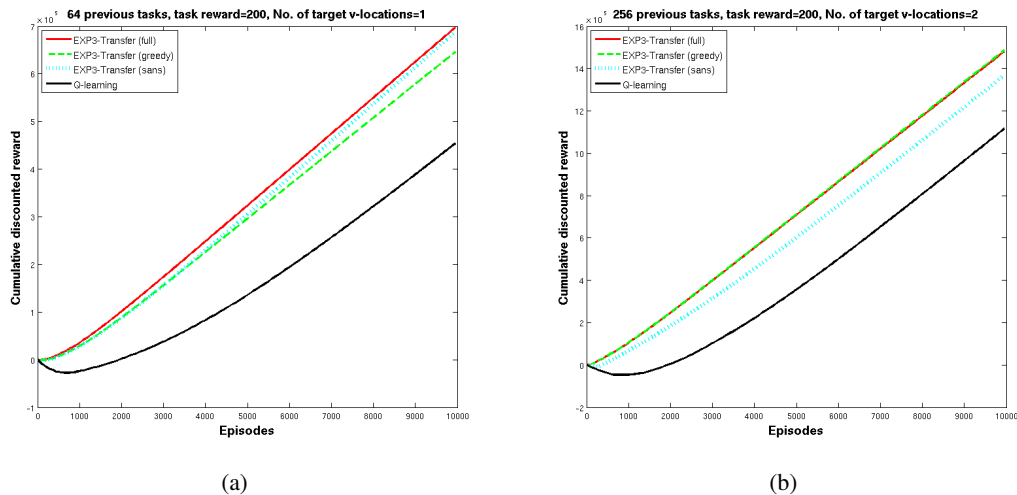 64 previous tasks, task reward=200, No. of target v-locations=1
x 10^5
7
6
5
4
3
2
1
0
-1
Cumulative discounted reward
EXP3-Transfer (full)
EXP3-Transfer (greedy)
EXP3-Transfer (sans)
Q-learning
0 1000 2000 3000 4000 5000 6000 7000 8000 9000 10000
Episodes
(a)
256 previous tasks, task reward=200, No. of target v-locations=2
x 10^5
16
14
12
10
8
6
4
2
0
-2
Cumulative discounted reward
EXP3-Transfer (full)
EXP3-Transfer (greedy)
EXP3-Transfer (sans)
Q-learning
0 1000 2000 3000 4000 5000 6000 7000 8000 9000 10000
Episodes
(b)